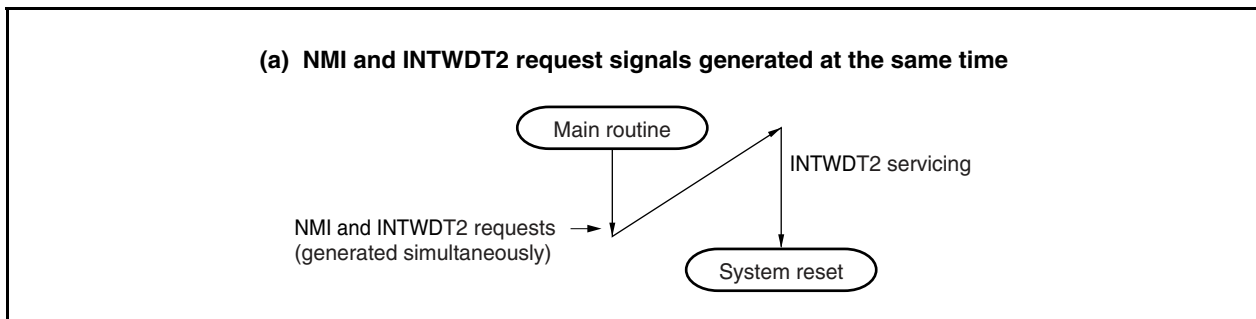 (a) NMI and INTWDT2 request signals generated at the same time
Main routine
INTWDT2 servicing
NMI and INTWDT2 requests
(generated simultaneously)
System reset